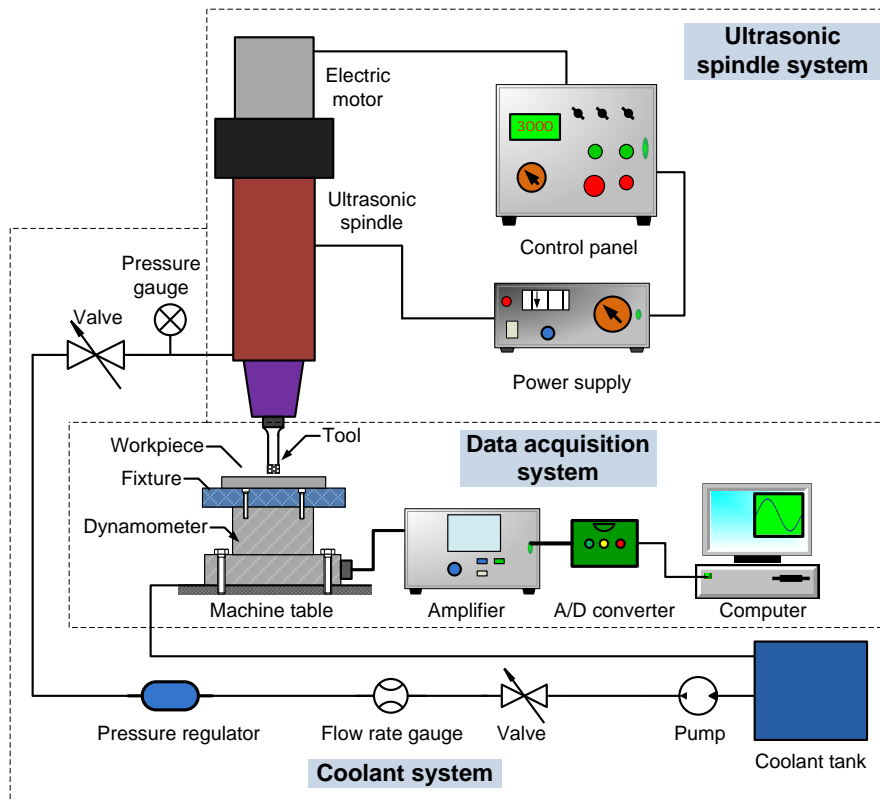 Ultrasonic
spindle system
Electric
motor
3000
Ultrasonic
spindle
Control panel
Pressure
gauge
Valve
Power supply
Workpiece
Tool
Data acquisition
system
Fixture
Dynamometer
Machine table
Amplifier
A/D converter
Computer
Pressure regulator
Flow rate gauge
Valve
Pump
Coolant tank
Coolant system